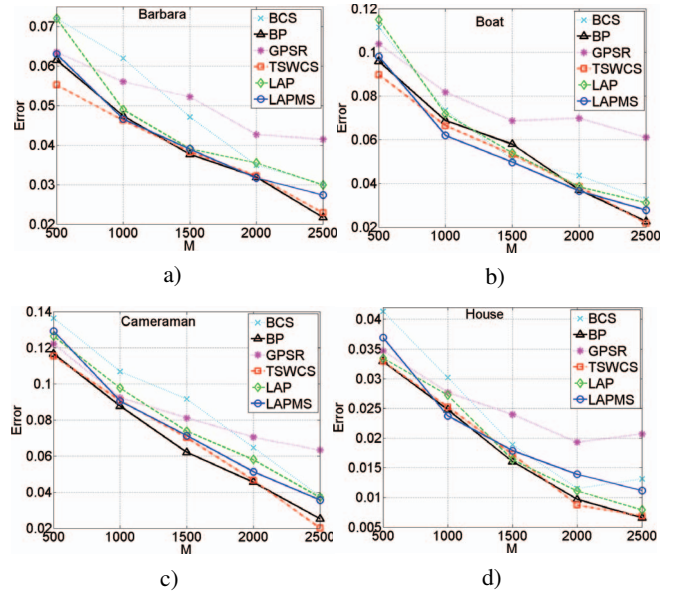 Barbara
0.07
0.06
0.05
0.04
0.03
0.02
Error
500 1000 1500 2000 2500
M
BCS
BP
GPSR
TSWCS
LAP
LAPMS
a)
Boat
0.12
0.1
0.08
0.06
0.04
0.02
Error
500 1000 1500 2000 2500
M
BCS
BP
GPSR
TSWCS
LAP
LAPMS
b)
Cameraman
0.14
0.12
0.1
0.08
0.06
0.04
0.02
Error
500 1000 1500 2000 2500
M
BCS
BP
GPSR
TSWCS
LAP
LAPMS
c)
House
0.04
0.035
0.03
0.025
0.02
0.015
0.01
0.005
Error
500 1000 1500 2000 2500
M
BCS
BP
GPSR
TSWCS
LAP
LAPMS
d)